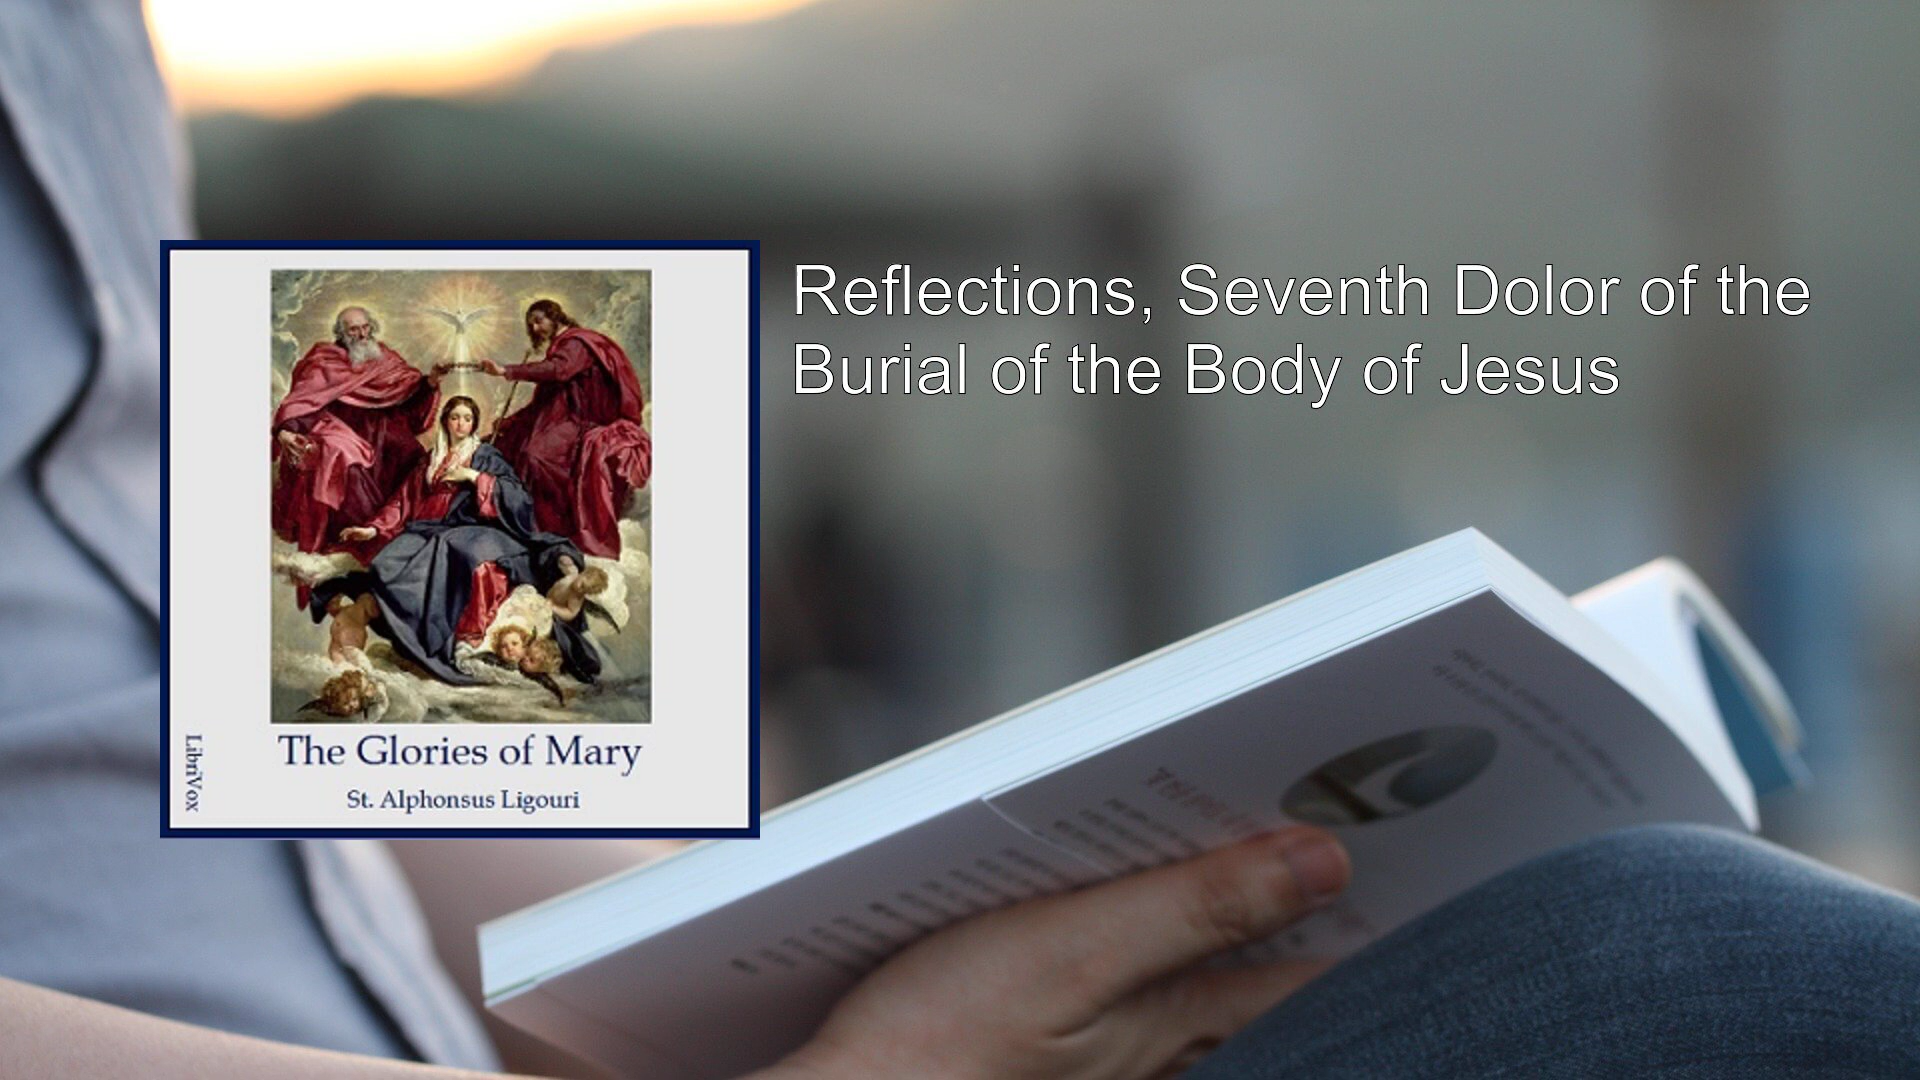 Reflections, Seventh Dolor of the
Burial of the Body of Jesus
The Glories of Mary
St. Alphonsus Ligouri
LibriVox